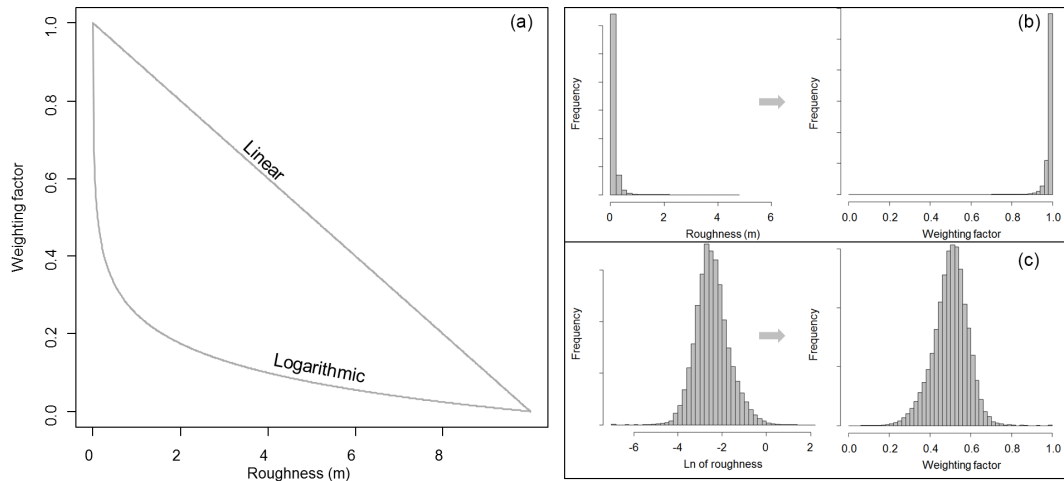 (a)
1.0
0.8
0.6
0.4
0.2
0.0
Weighting factor
Linear
Logarithmic
0 2 4 6 8
Roughness (m)
(b)
Frequency
0 2 4 6
Roughness (m)
Frequency
0.0 0.2 0.4 0.6 0.8 1.0
Weighting factor
(c)
Frequency
-6 -4 -2 0 2
Ln of roughness
Frequency
0.0 0.2 0.4 0.6 0.8 1.0
Weighting factor